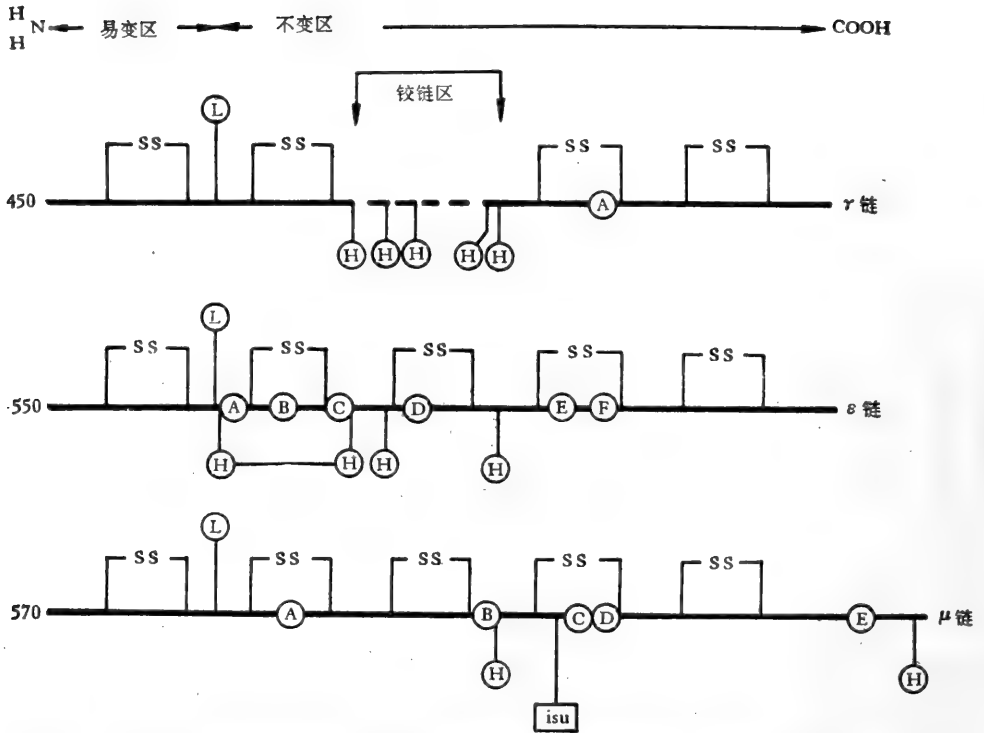 H
H N 易变区 不变区 COOH
铰链区
L
SS SS SS SS
450 A γ链
H H H H H
L
SS SS SS SS SS
550 A B C D E F ε链
H H H H
L
SS SS SS SS
570 A B C D E μ链
H H
isu